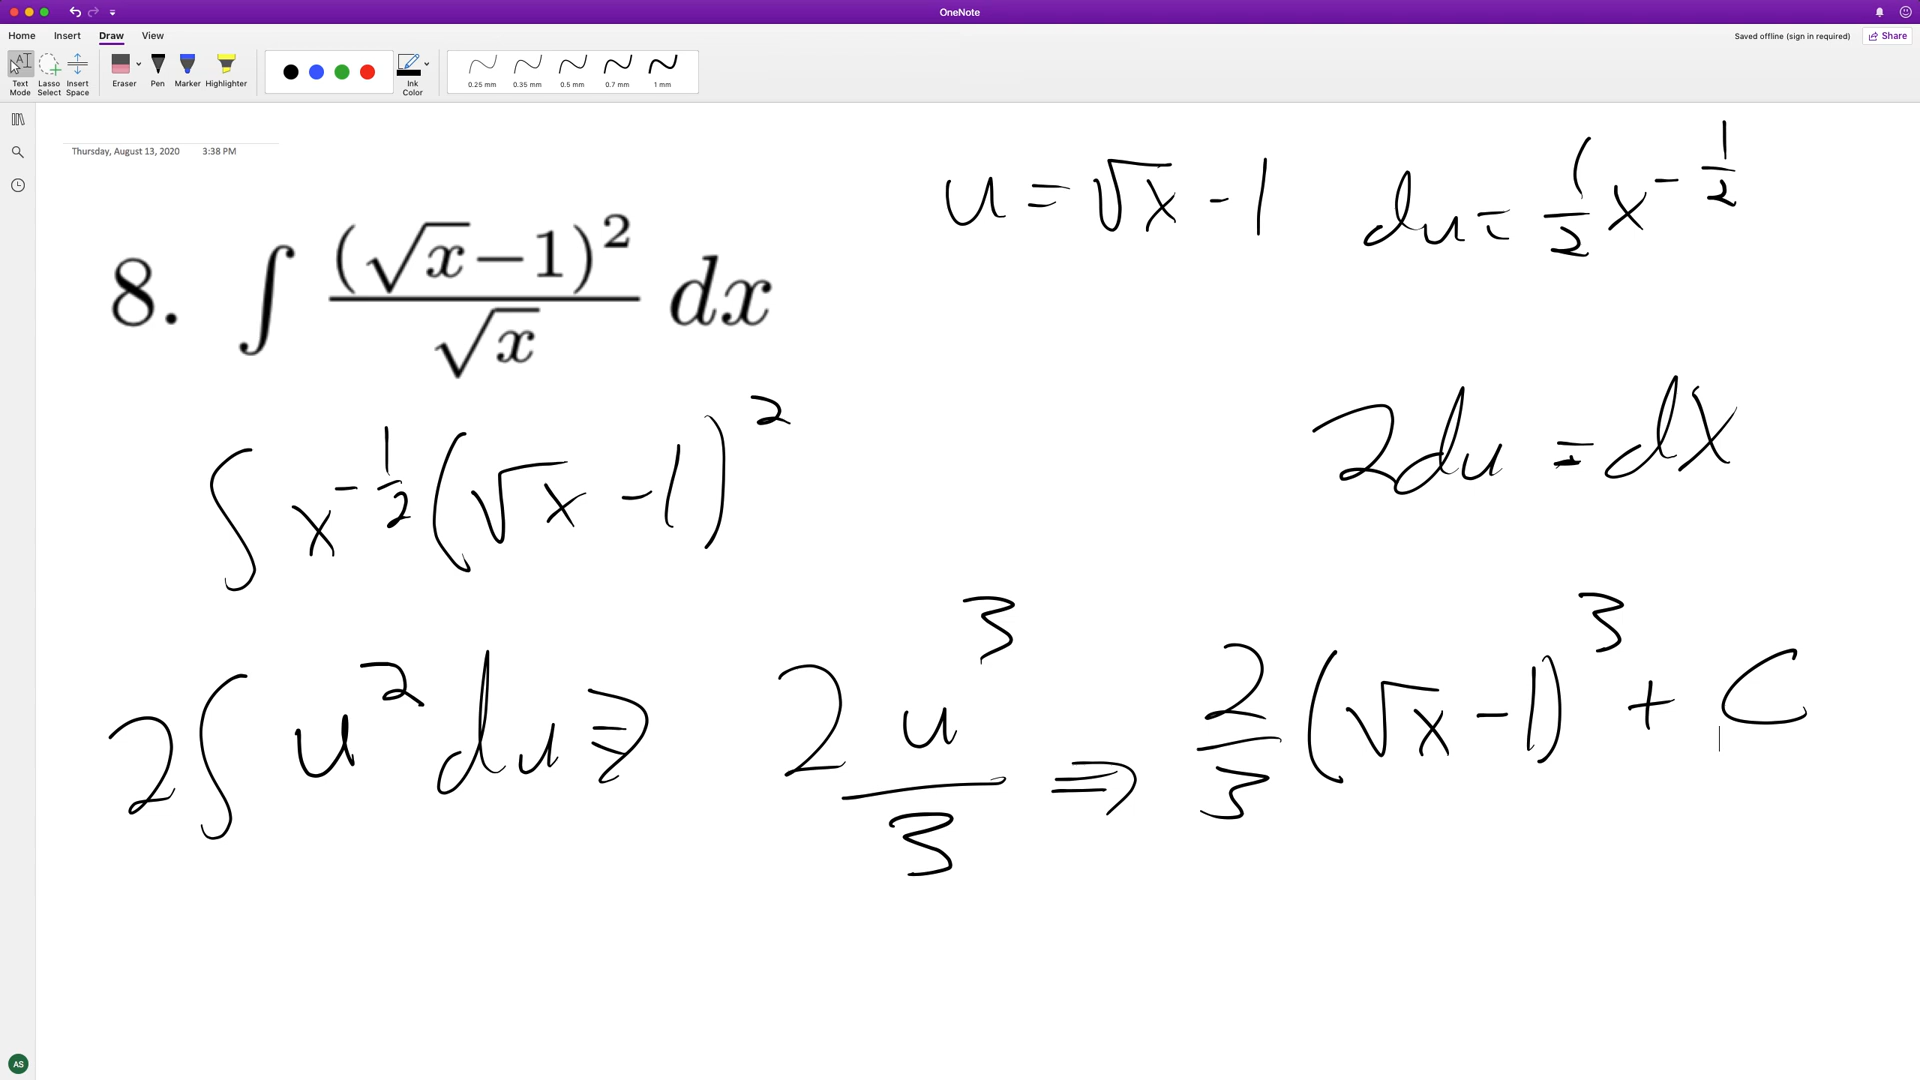 OneNote
Home Insert Draw View
Saved offline (sign in required) Share
Text Mode Lasso Select Insert Space Eraser Pen Marker Highlighter Ink Color 0.25 mm 0.35 mm 0.5 mm 0.7 mm 1 mm
Thursday, August 13, 2020 3:38 PM
u = √x - 1 du = 1/2 x^(-1/2)
8. ∫ (√x−1)²/√x dx
2du = dx
∫ x^(-1/2) (√x - 1)²
2∫ u² du ⇒ 2u³/3 ⇒ 2/3 (√x - 1)³ + C
AS